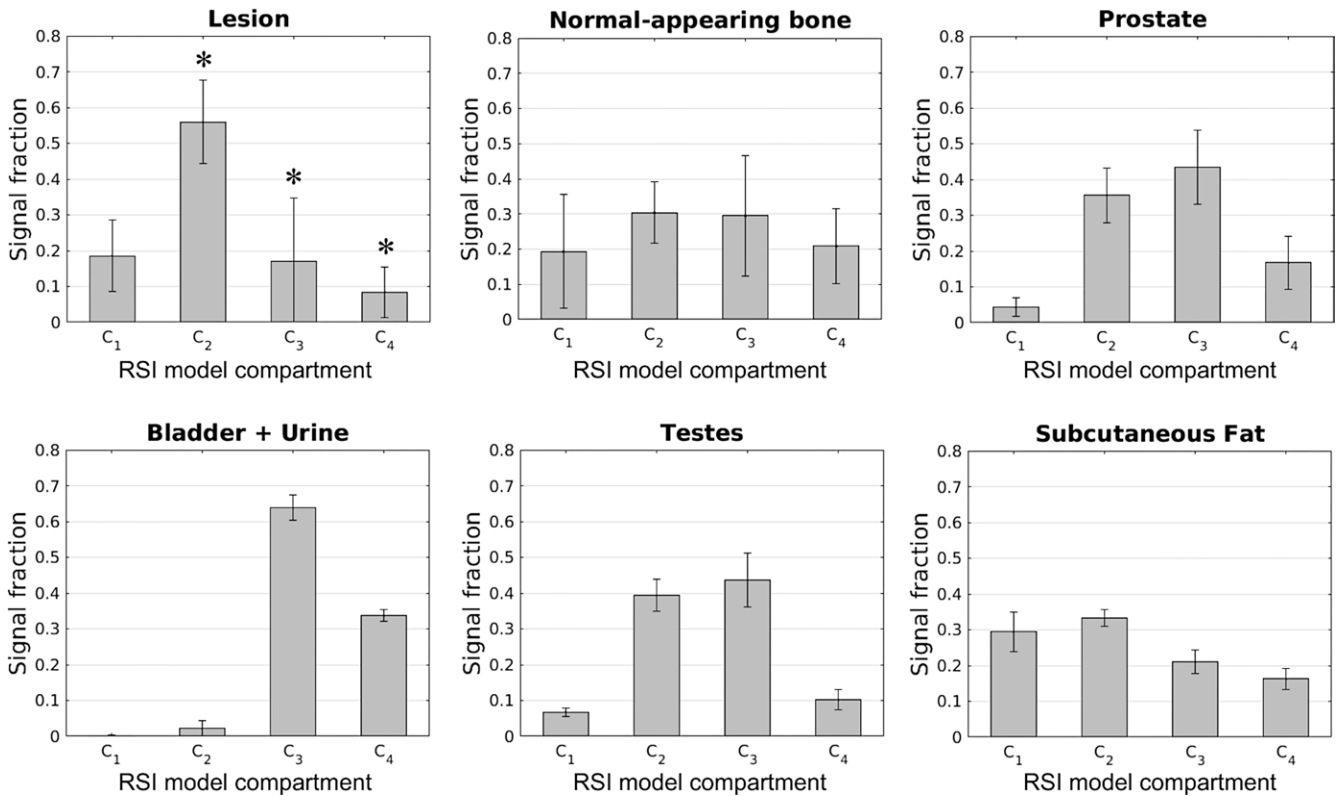 Lesion
0.8
0.7
0.6
0.5
0.4
0.3
0.2
0.1
0
Signal fraction
*
*
*
C1 C2 C3 C4
RSI model compartment
Normal-appearing bone
0.8
0.7
0.6
0.5
0.4
0.3
0.2
0.1
0
Signal fraction
C1 C2 C3 C4
RSI model compartment
Prostate
0.8
0.7
0.6
0.5
0.4
0.3
0.2
0.1
0
Signal fraction
C1 C2 C3 C4
RSI model compartment
Bladder + Urine
0.8
0.7
0.6
0.5
0.4
0.3
0.2
0.1
0
Signal fraction
C1 C2 C3 C4
RSI model compartment
Testes
0.8
0.7
0.6
0.5
0.4
0.3
0.2
0.1
0
Signal fraction
C1 C2 C3 C4
RSI model compartment
Subcutaneous Fat
0.8
0.7
0.6
0.5
0.4
0.3
0.2
0.1
0
Signal fraction
C1 C2 C3 C4
RSI model compartment